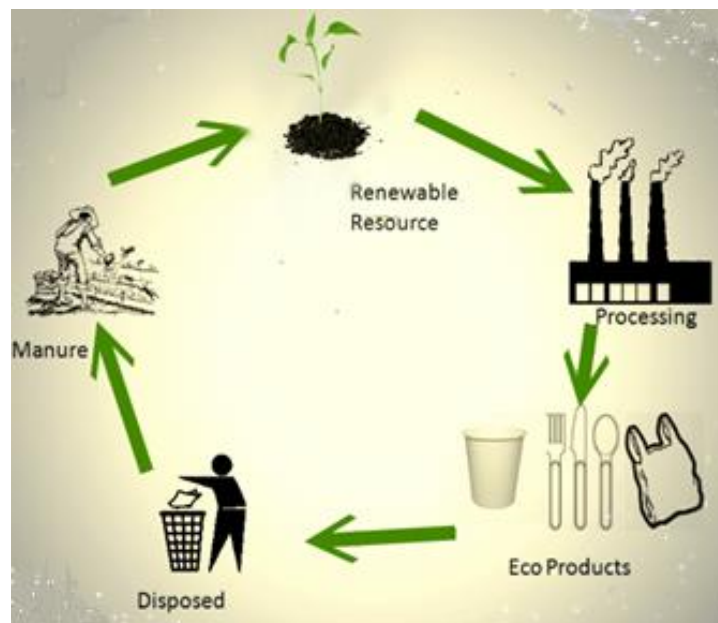 Renewable
Resource
Processing
Eco Products
Disposed
Manure